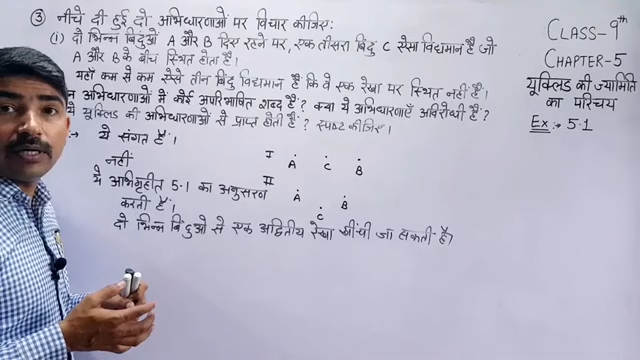 ③ नीचे दी हुई दो अभिधारणाओं पर विचार कीजिए:
(i) दो भिन्न बिंदुओं A और B दिए रहने पर, एक तीसरा बिंदु C ऐसा विद्यमान है जो
A और B के बीच स्थित होता है।
यहाँ कम से कम ऐसे तीन बिंदु विद्यमान हैं कि वे एक रेखा पर स्थित नहीं हैं।
न अभिधारणाओं में कोई अपरिभाषित शब्द हैं? क्या ये अभिधारणाएँ अविरोधी हैं?
ये यूक्लिड की अभिधारणाओं से प्राप्त होती हैं? स्पष्ट कीजिए।
ये संगत हैं।
I A C B
नहीं
II A B C
ये अभिगृहीत 5.1 का अनुसरण
करती हैं।
दो भिन्न बिंदुओ से एक अद्वितीय रेखा खींची जा सकती है।
CLASS-9th
CHAPTER-5
यूक्लिड की ज्यामिति
का परिचय
Ex:- 5.1